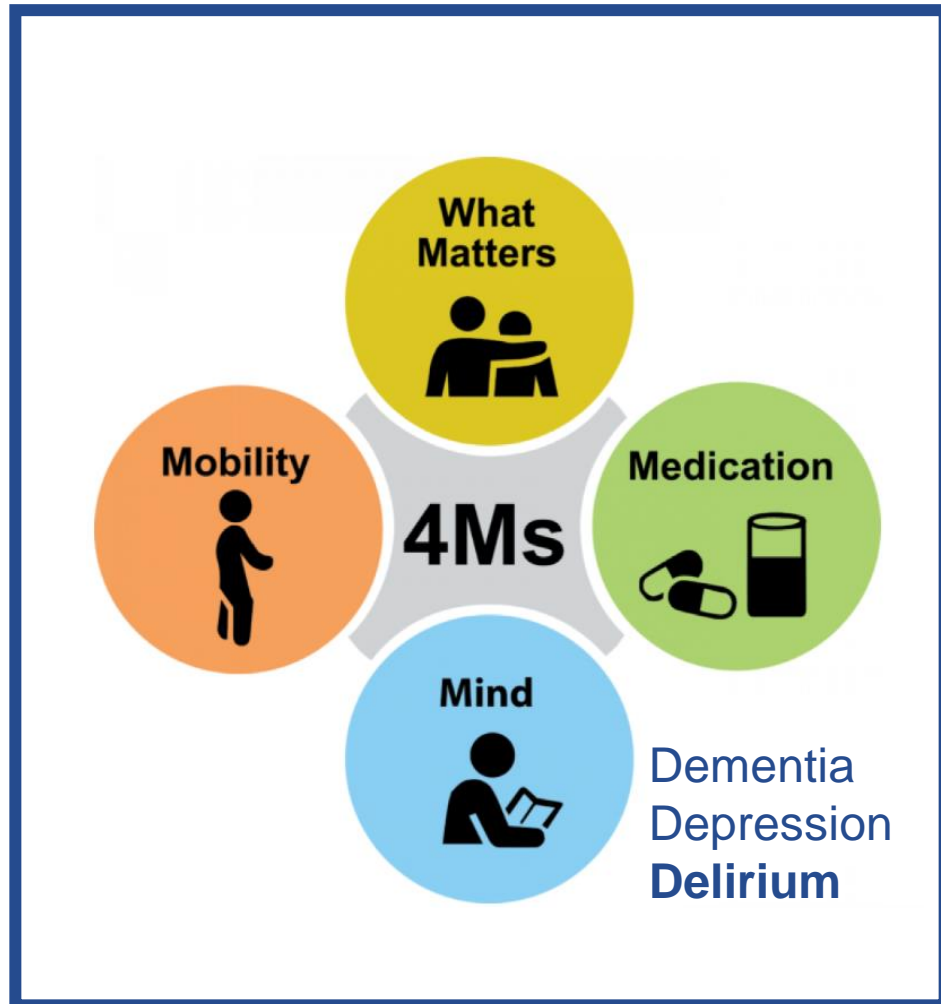 What
Matters
Mobility
4Ms
Medication
Mind
Dementia
Depression
Delirium